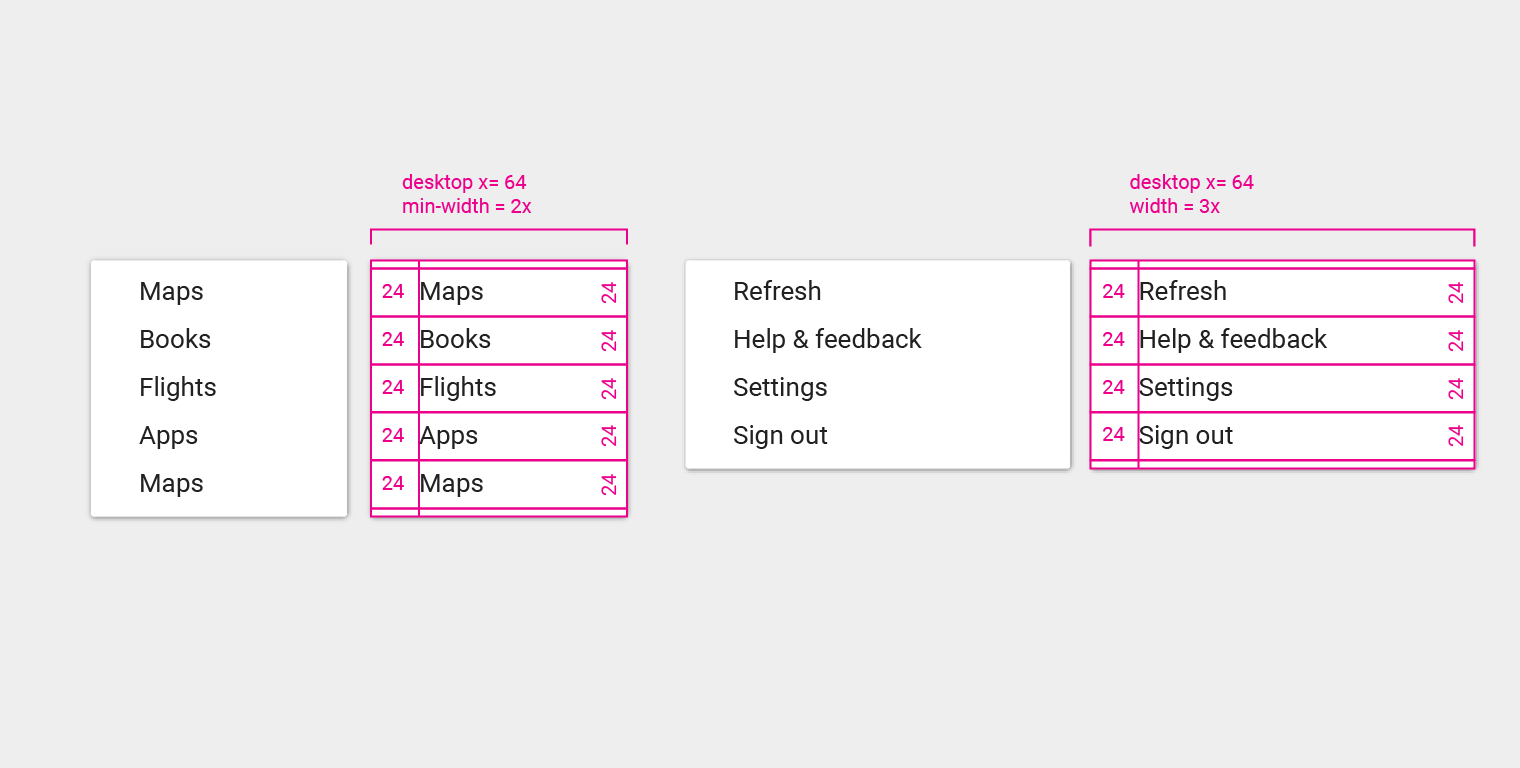 desktop x= 64
min-width = 2x
desktop x= 64
width = 3x
Maps
Books
Flights
Apps
Maps
24 Maps 24
24 Books 24
24 Flights 24
24 Apps 24
24 Maps 24
Refresh
Help & feedback
Settings
Sign out
24 Refresh 24
24 Help & feedback 24
24 Settings 24
24 Sign out 24